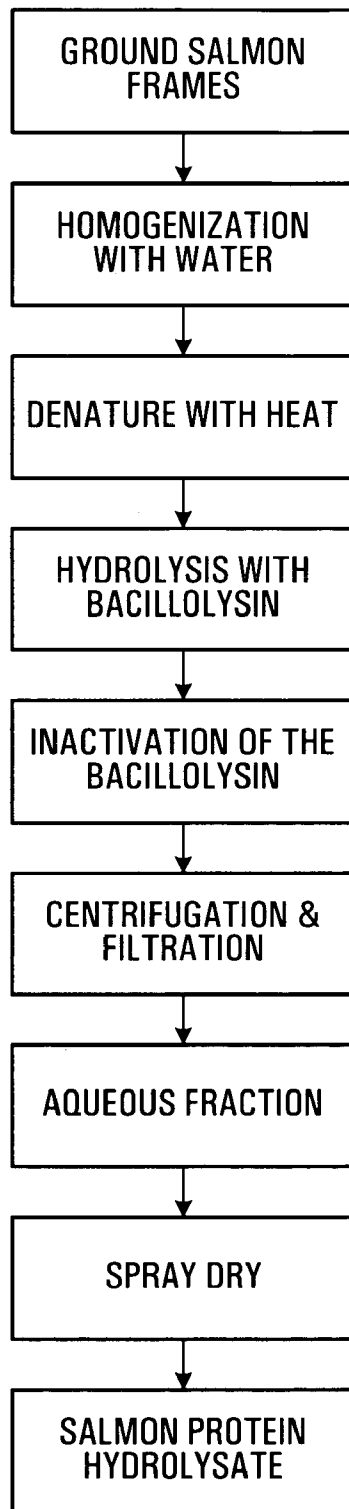 GROUND SALMON
FRAMES
HOMOGENIZATION
WITH WATER
DENATURE WITH HEAT
HYDROLYSIS WITH
BACILLOLYSIN
INACTIVATION OF THE
BACILLOLYSIN
CENTRIFUGATION &
FILTRATION
AQUEOUS FRACTION
SPRAY DRY
SALMON PROTEIN
HYDROLYSATE